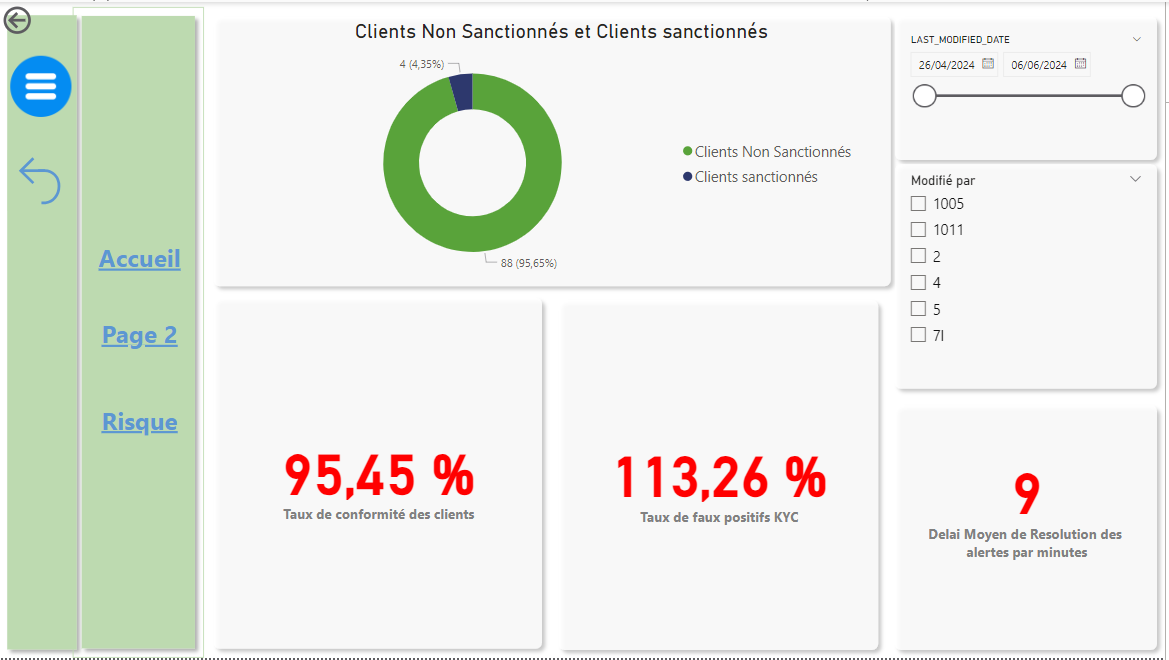 Accueil
Page 2
Risque
Clients Non Sanctionnés et Clients sanctionnés
4 (4,35%)
88 (95,65%)
Clients Non Sanctionnés
Clients sanctionnés
LAST_MODIFIED_DATE
26/04/2024
06/06/2024
Modifié par
1005
1011
2
4
5
7I
95,45 %
Taux de conformité des clients
113,26 %
Taux de faux positifs KYC
9
Delai Moyen de Resolution des
alertes par minutes